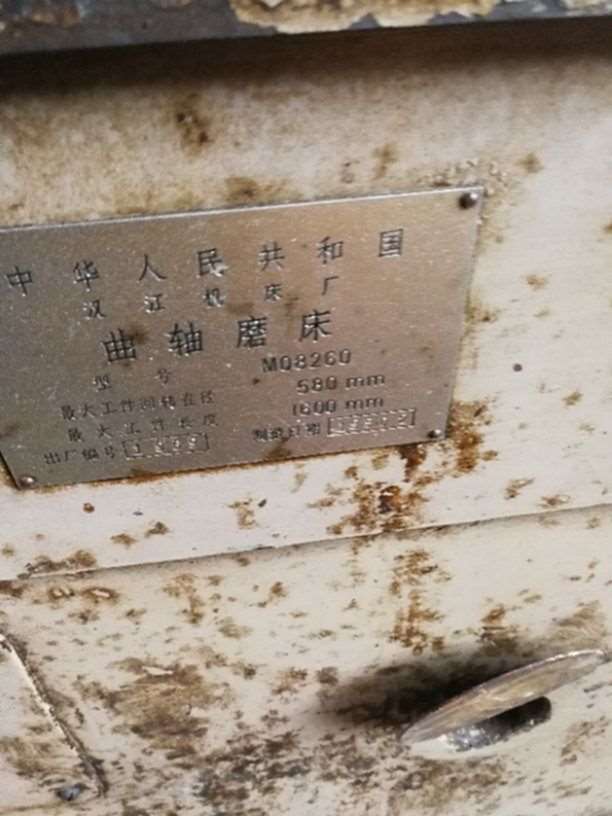 中华人民共和国
汉江机床厂
曲轴磨床
型号 MQ8260
最大工件回转直径 580 mm
最大工件长度 1600 mm
出厂编号 制造日期